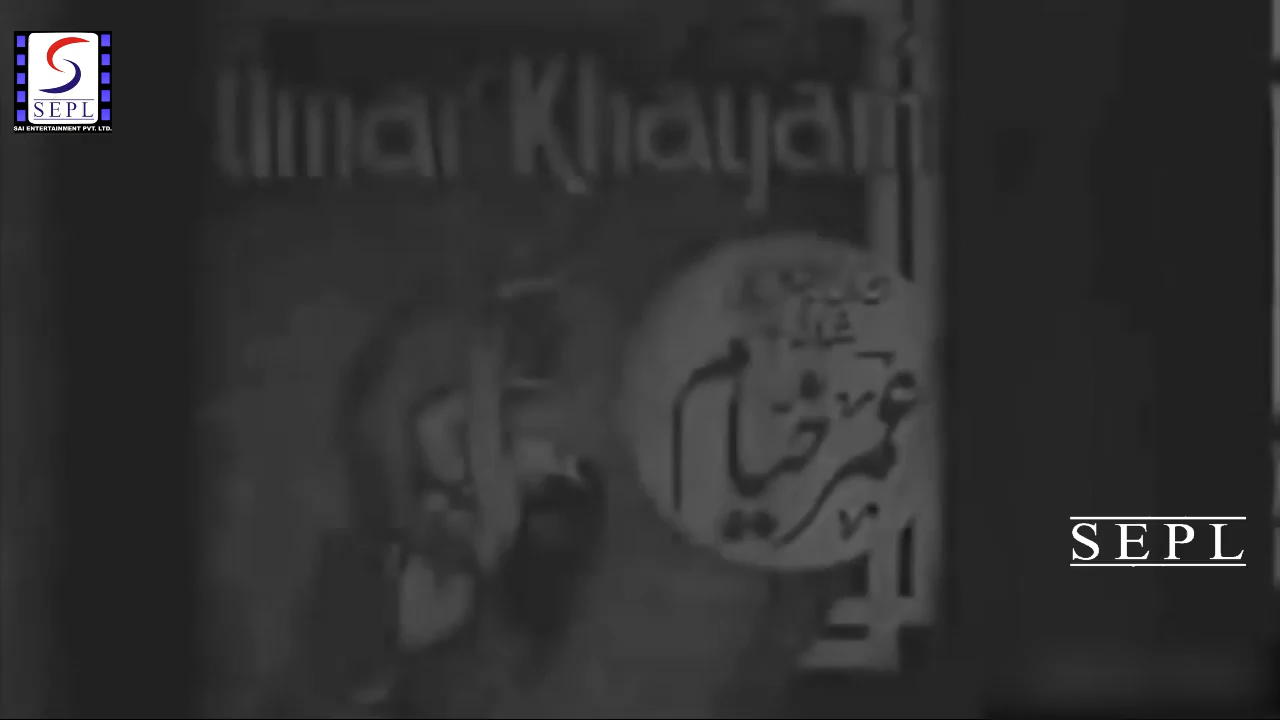 SEPL
SAI ENTERTAINMENT PVT. LTD.
Umar Khayam
عمر خیام
SEPL